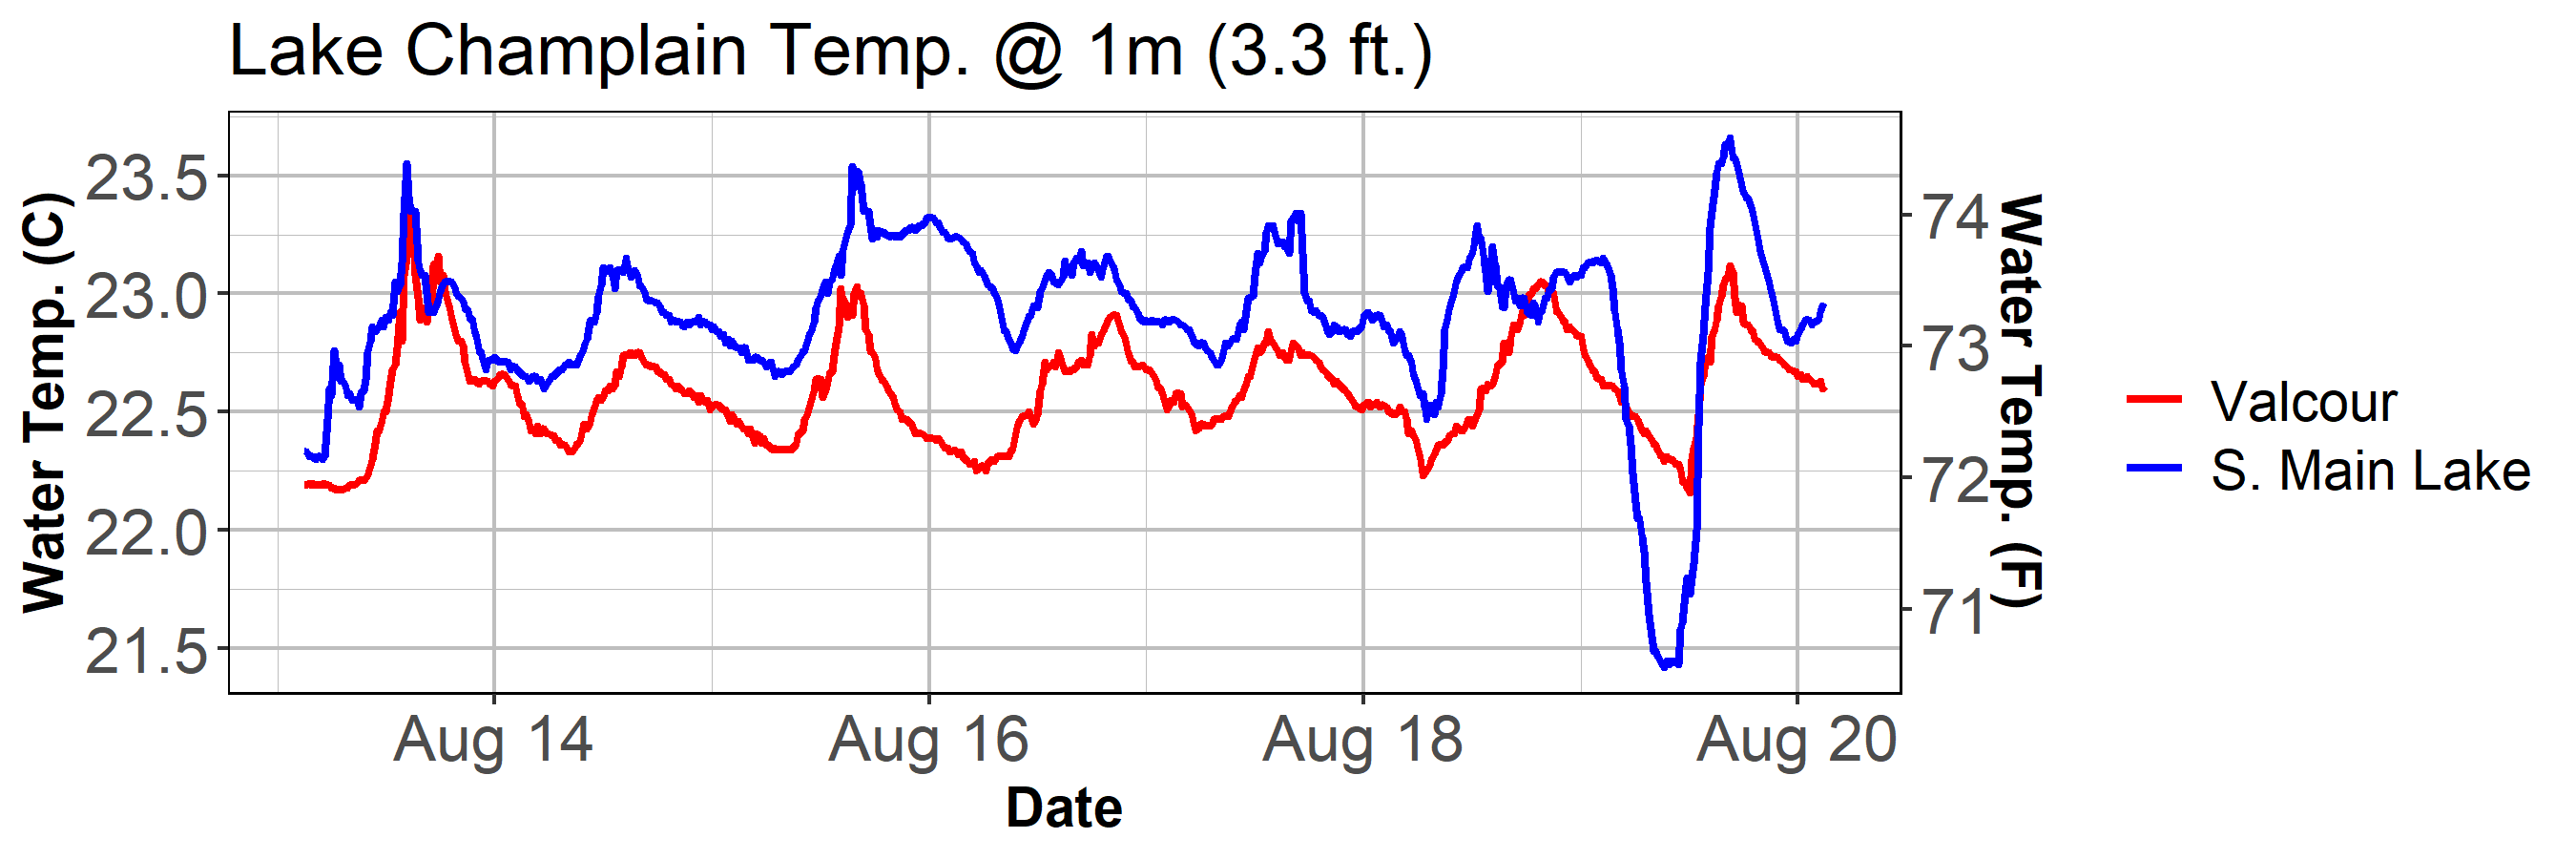 Lake Champlain Temp. @ 1m (3.3 ft.)
Water Temp. (C)
23.5
23.0
22.5
22.0
21.5
74
73
72
71
Water Temp. (F)
Aug 14
Aug 16
Aug 18
Aug 20
Date
Valcour
S. Main Lake